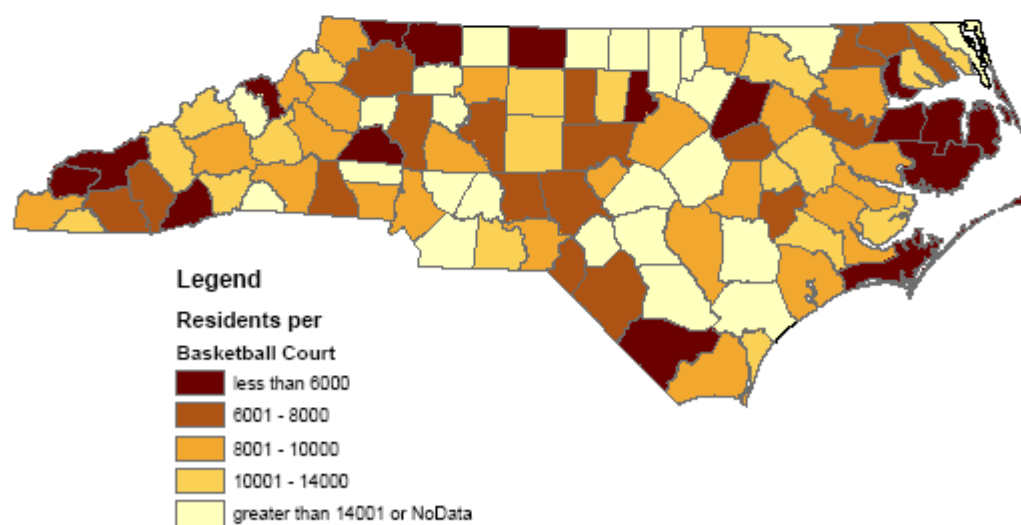 Legend
Residents per
Basketball Court
less than 6000
6001 - 8000
8001 - 10000
10001 - 14000
greater than 14001 or NoData